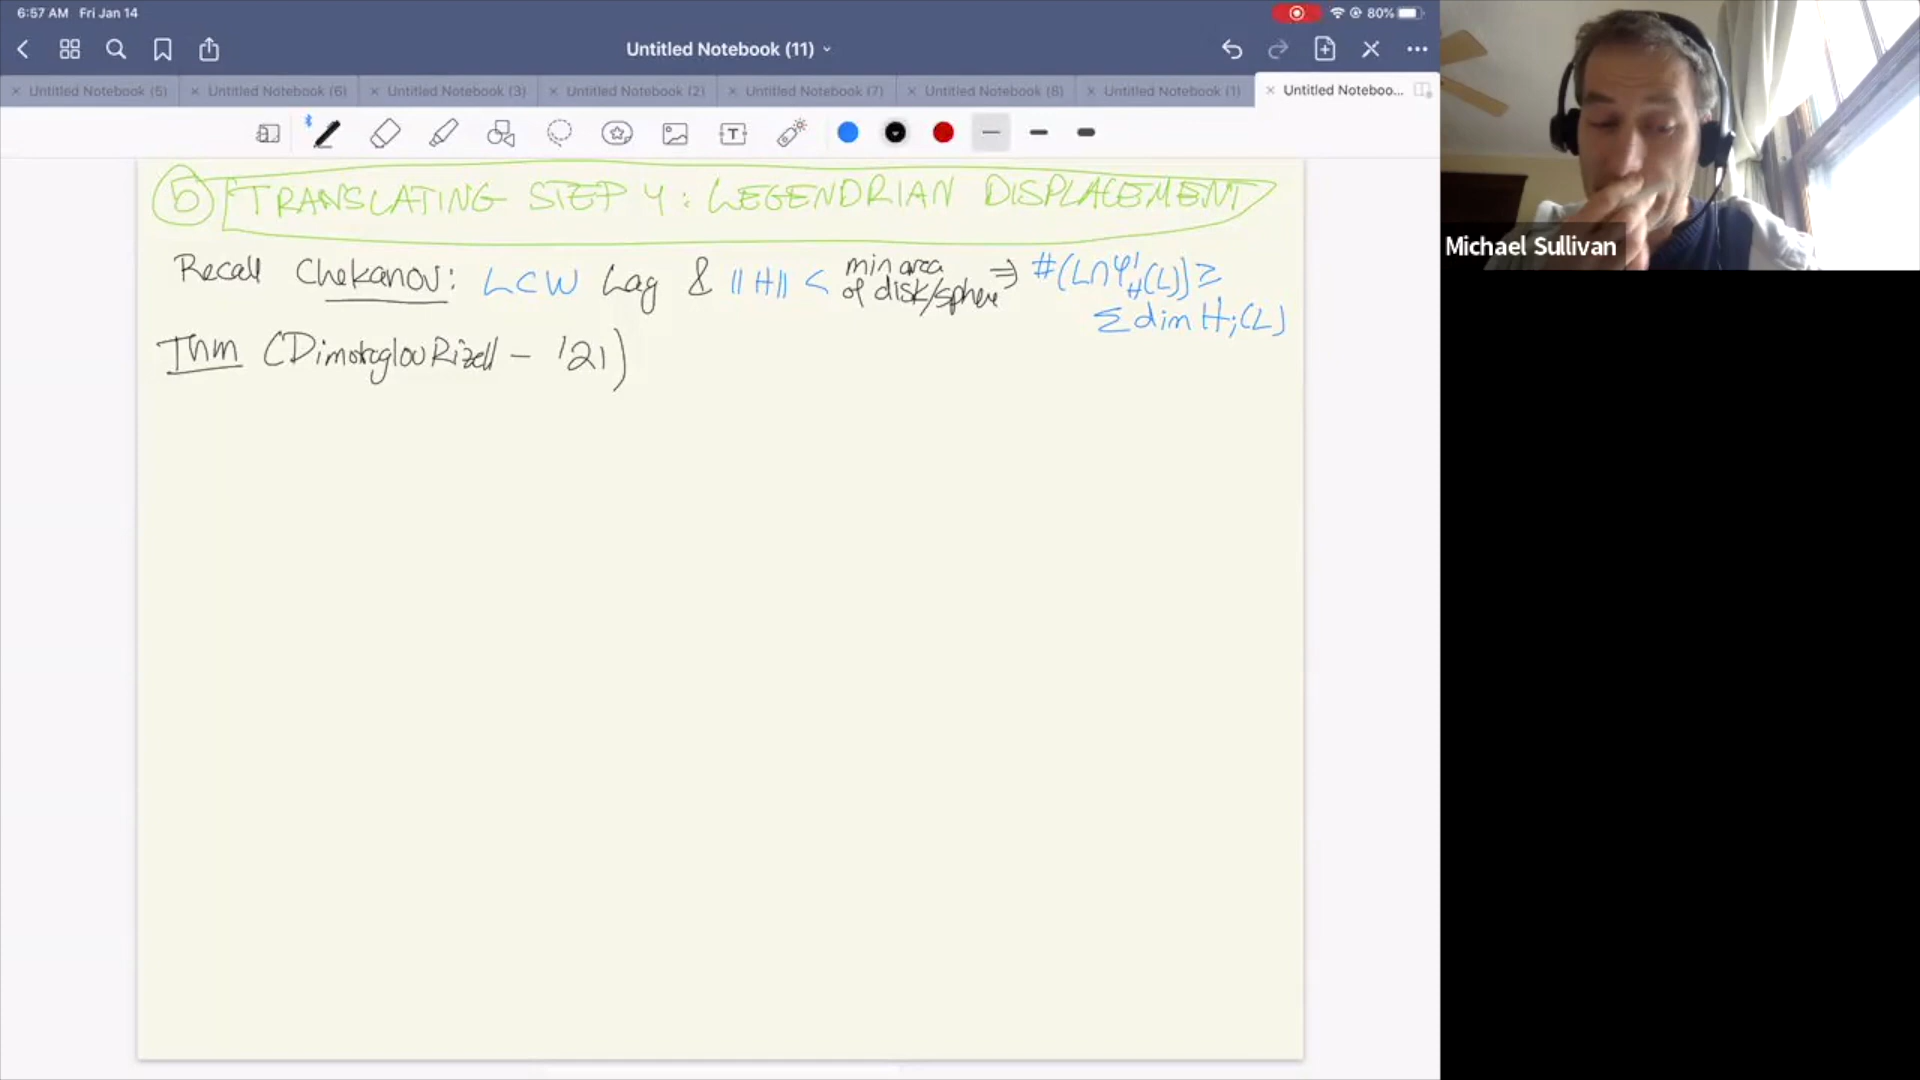 6:57 AM Fri Jan 14
80%
Untitled Notebook (11)
Untitled Notebook (5)
Untitled Notebook (6)
Untitled Notebook (3)
Untitled Notebook (2)
Untitled Notebook (7)
Untitled Notebook (8)
Untitled Notebook (1)
Untitled Noteboo...
⑤ TRANSLATING STEP 4: LEGENDRIAN DISPLACEMENT
Recall Chekanov: L⊂W Lag & ||H|| < min area of disk/sphere ⇒ #(L∩φ¹_H(L)) ≥
Σ dim H_i(L)
Thm (Dimitroglou Rizell - '21)
Michael Sullivan